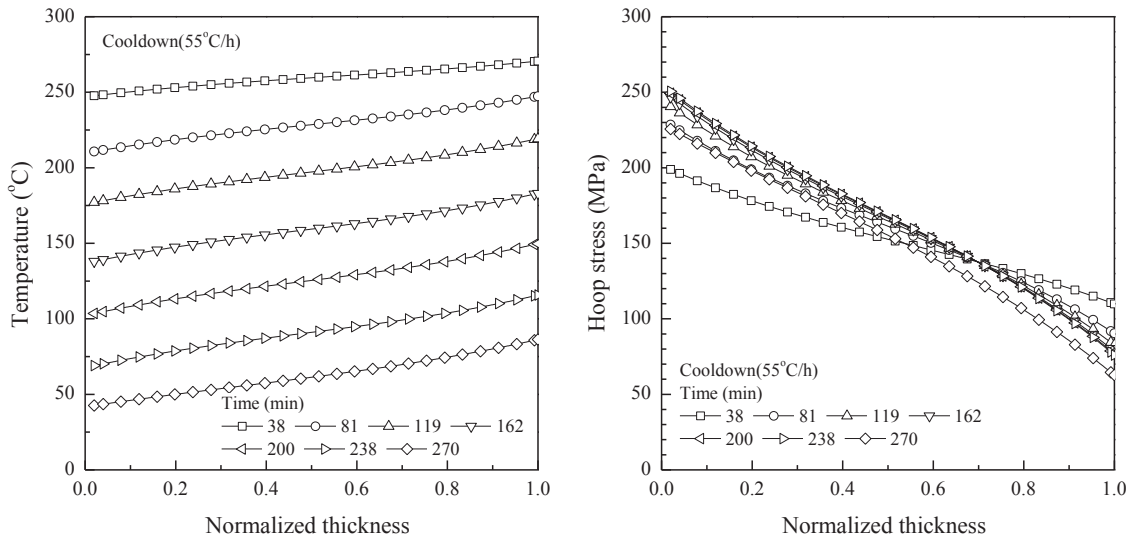 300
250
200
150
100
50
0
Temperature (°C)
Cooldown(55°C/h)
Time (min)
38 81 119 162
200 238 270
0.0 0.2 0.4 0.6 0.8 1.0
Normalized thickness
300
250
200
150
100
50
0
Hoop stress (MPa)
Cooldown(55°C/h)
Time (min)
38 81 119 162
200 238 270
0.0 0.2 0.4 0.6 0.8 1.0
Normalized thickness